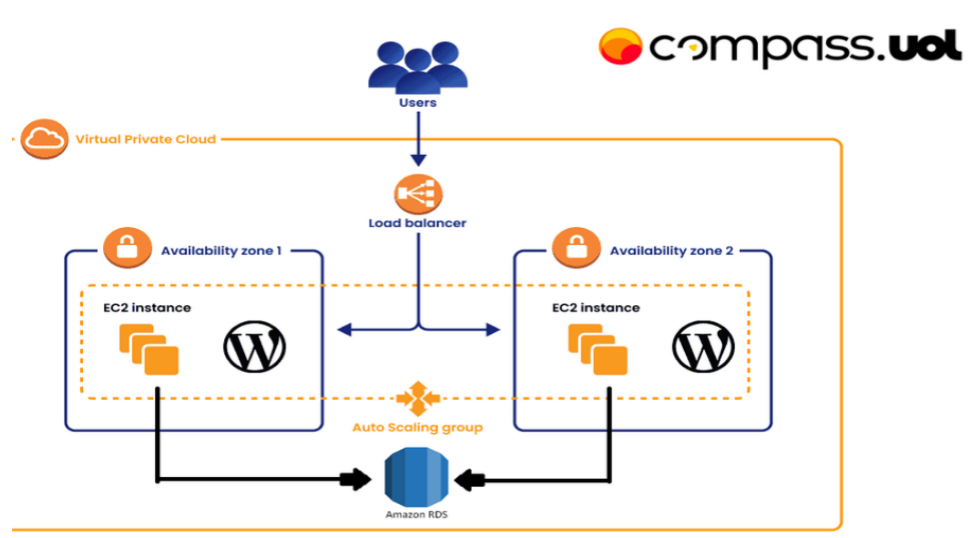 compass.uol
Users
Virtual Private Cloud
Load balancer
Availability zone 1
Availability zone 2
EC2 instance
EC2 instance
Auto Scaling group
Amazon RDS